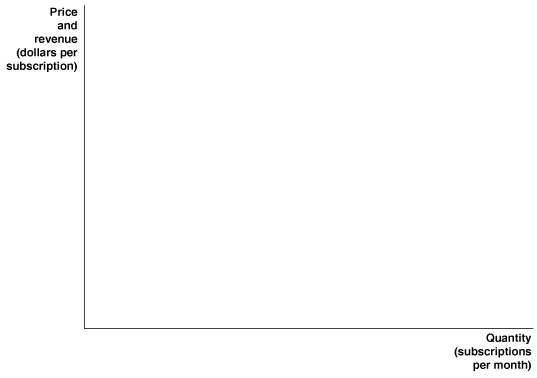 Price
and
revenue
(dollars per
subscription)
Quantity
(subscriptions
per month)